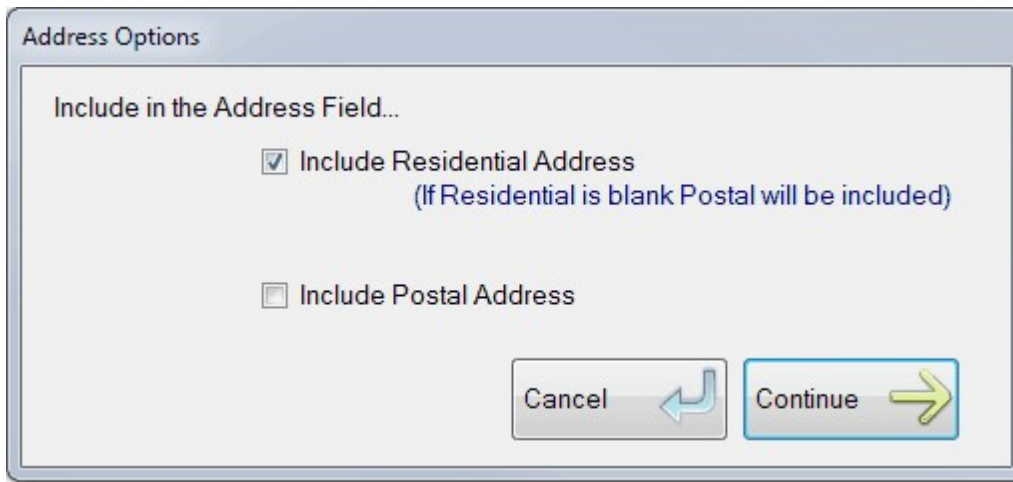 Address Options
Include in the Address Field...
Include Residential Address
(If Residential is blank Postal will be included)
Include Postal Address
Cancel
Continue